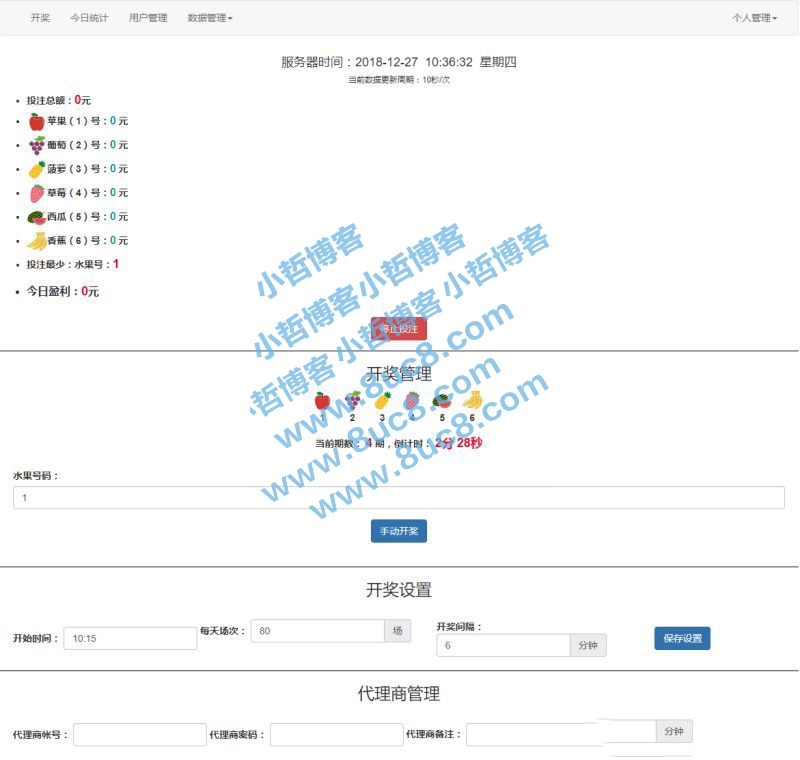 开奖 今日统计 用户管理 数据管理 个人管理
服务器时间：2018-12-27 10:36:32 星期四
当前数据更新周期：10秒/次
投注总额：0元
苹果（1）号：0 元
葡萄（2）号：0 元
菠萝（3）号：0 元
草莓（4）号：0 元
西瓜（5）号：0 元
香蕉（6）号：0 元
投注最少：水果号：1
今日盈利：0元
小哲博客
小哲博客小哲博客
小哲博客 小哲博客小哲博客
www.8uc8.com
www.8uc8.com
www.8uc8.com
停止投注
开奖管理
1 2 3 4 5 6
当前期数：4 期，倒计时：2分 28秒
水果号码：
1
手动开奖
开奖设置
开始时间： 10:15 每天场次： 80 场 开奖间隔： 6 分钟 保存设置
代理商管理
代理商帐号： 代理商密码： 代理商备注： 分钟